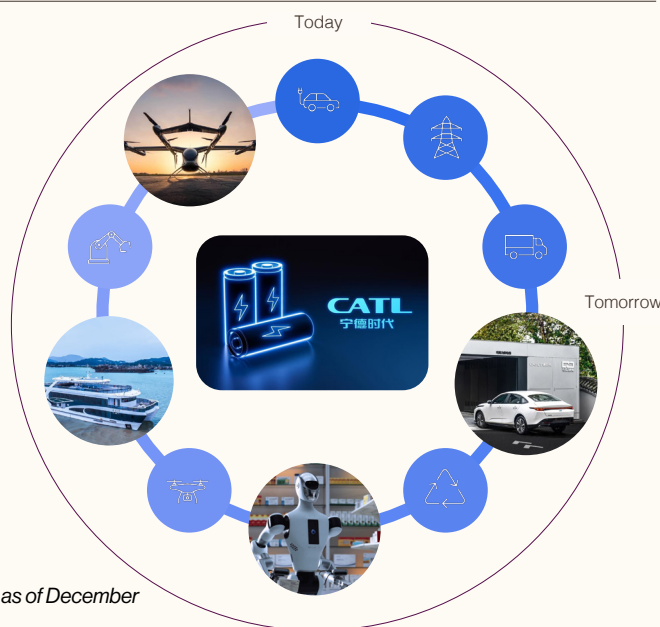 Today
CATL
宁德时代
Tomorrow
as of December